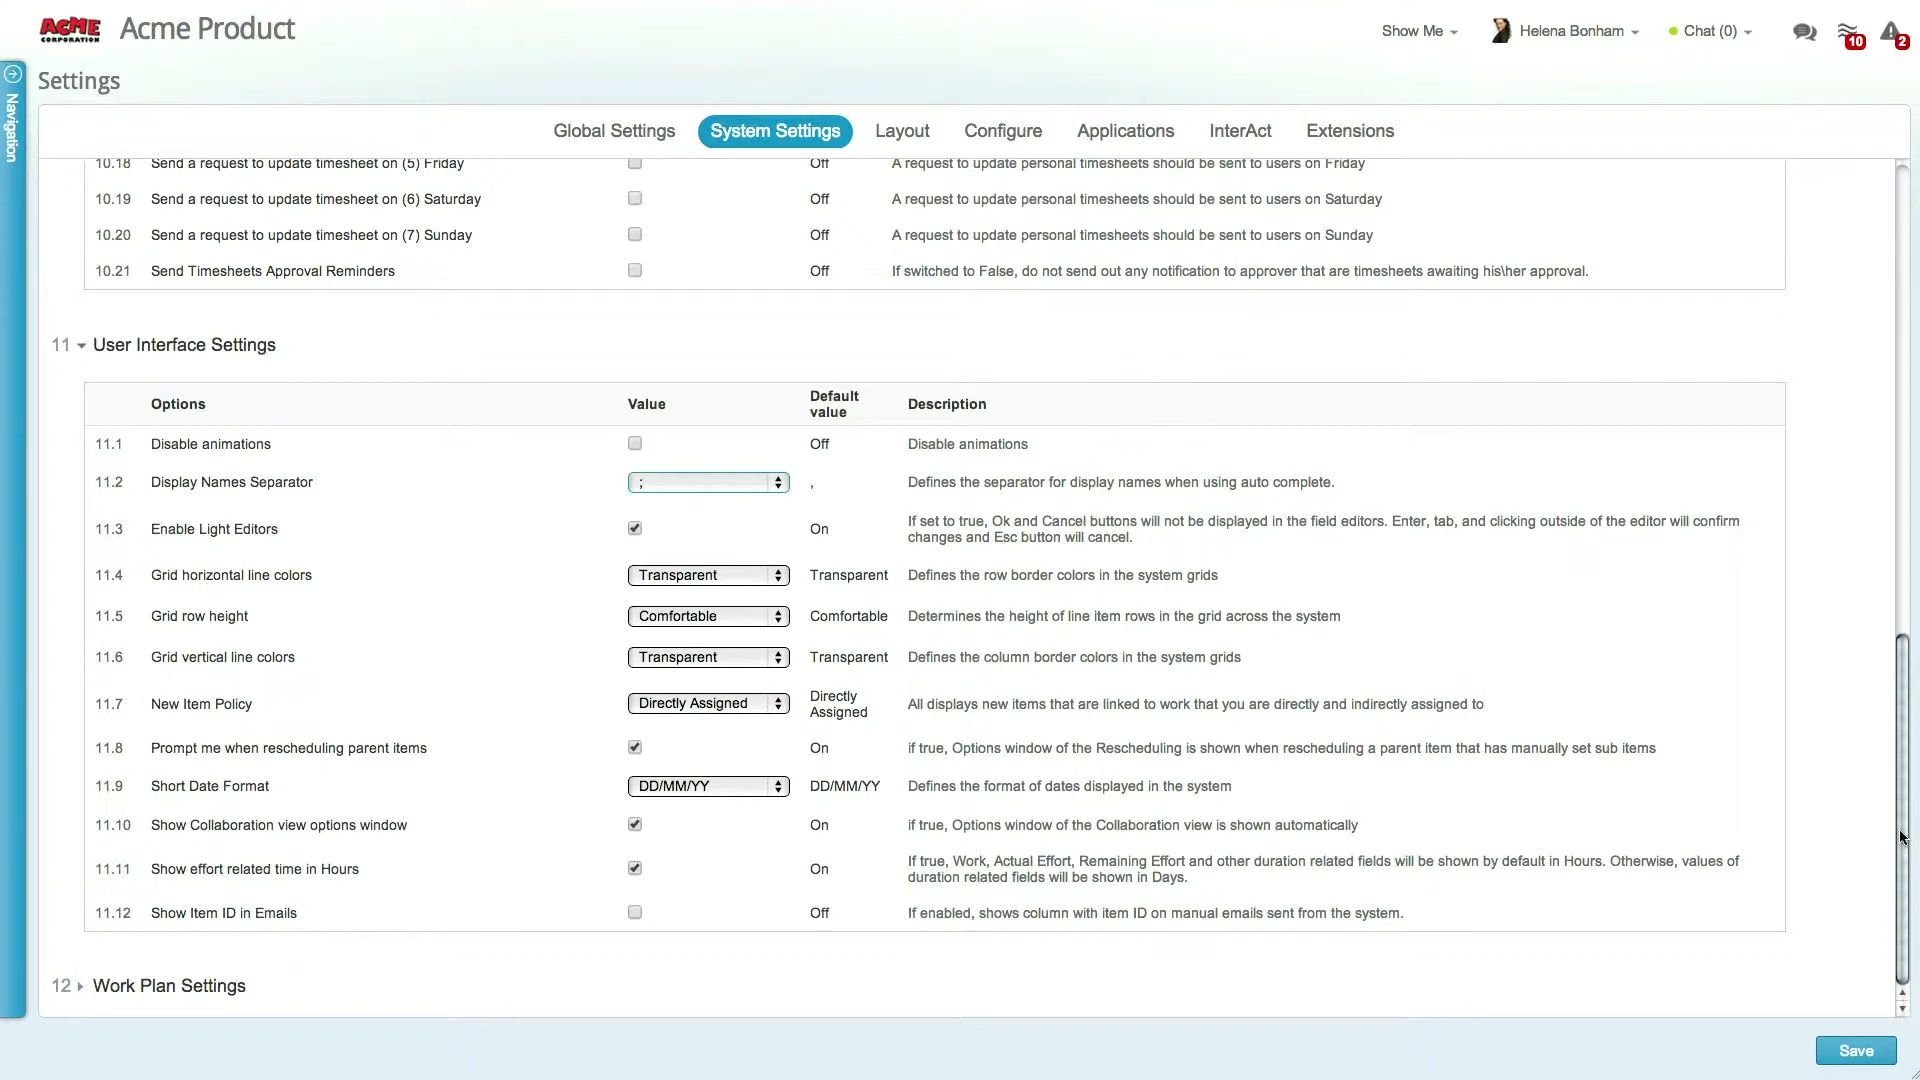 ACME
CORPORATION
Acme Product
Show Me
Helena Bonham
Chat (0)
10
2
Navigation
Settings
Global Settings
System Settings
Layout
Configure
Applications
InterAct
Extensions
10.18 Send a request to update timesheet on (5) Friday Off A request to update personal timesheets should be sent to users on Friday
10.19 Send a request to update timesheet on (6) Saturday Off A request to update personal timesheets should be sent to users on Saturday
10.20 Send a request to update timesheet on (7) Sunday Off A request to update personal timesheets should be sent to users on Sunday
10.21 Send Timesheets Approval Reminders Off If switched to False, do not send out any notification to approver that are timesheets awaiting his\her approval.
11 User Interface Settings
Options Value Default value Description
11.1 Disable animations Off Disable animations
11.2 Display Names Separator ; , Defines the separator for display names when using auto complete.
11.3 Enable Light Editors On If set to true, Ok and Cancel buttons will not be displayed in the field editors. Enter, tab, and clicking outside of the editor will confirm
changes and Esc button will cancel.
11.4 Grid horizontal line colors Transparent Transparent Defines the row border colors in the system grids
11.5 Grid row height Comfortable Comfortable Determines the height of line item rows in the grid across the system
11.6 Grid vertical line colors Transparent Transparent Defines the column border colors in the system grids
11.7 New Item Policy Directly Assigned Directly Assigned All displays new items that are linked to work that you are directly and indirectly assigned to
11.8 Prompt me when rescheduling parent items On if true, Options window of the Rescheduling is shown when rescheduling a parent item that has manually set sub items
11.9 Short Date Format DD/MM/YY DD/MM/YY Defines the format of dates displayed in the system
11.10 Show Collaboration view options window On if true, Options window of the Collaboration view is shown automatically
11.11 Show effort related time in Hours On If true, Work, Actual Effort, Remaining Effort and other duration related fields will be shown by default in Hours. Otherwise, values of
duration related fields will be shown in Days.
11.12 Show Item ID in Emails Off If enabled, shows column with item ID on manual emails sent from the system.
12 Work Plan Settings
Save